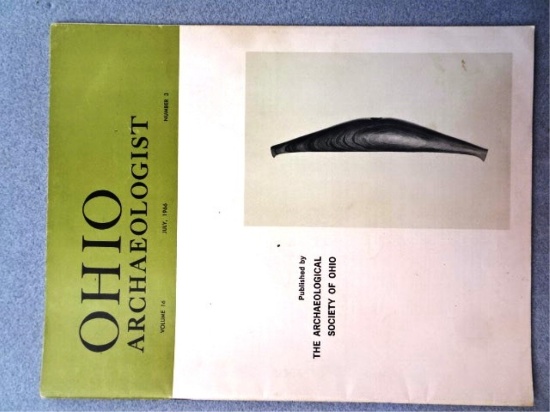 OHIO
ARCHAEOLOGIST
VOLUME 16 JULY, 1966 NUMBER 3
Published by
THE ARCHAEOLOGICAL
SOCIETY OF OHIO